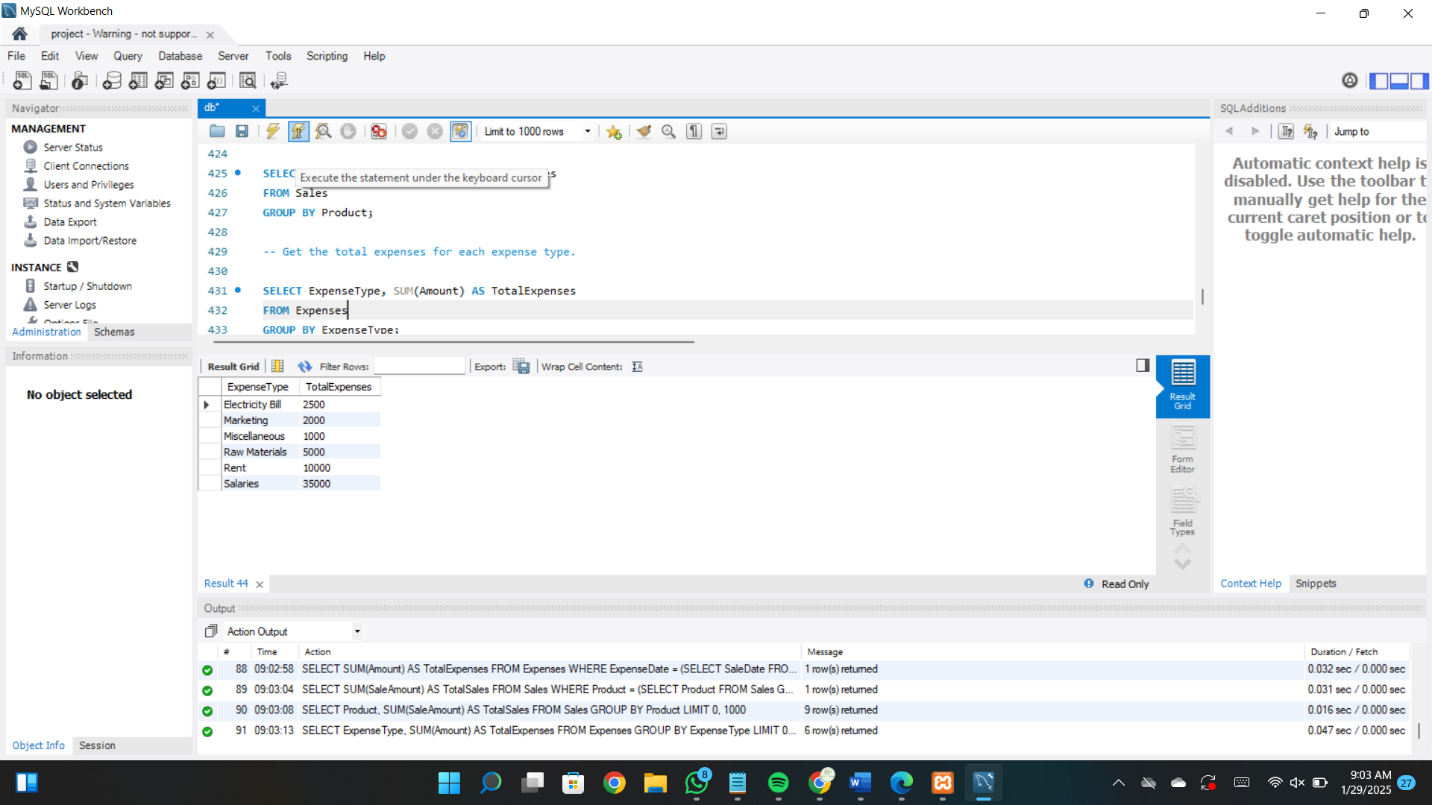 MySQL Workbench
project - Warning - not suppor...
File Edit View Query Database Server Tools Scripting Help
Navigator
MANAGEMENT
Server Status
Client Connections
Users and Privileges
Status and System Variables
Data Export
Data Import/Restore
INSTANCE
Startup / Shutdown
Server Logs
Administration Schemas
Information
No object selected
Object Info Session
db*
Limit to 1000 rows
424
425 SELEC
Execute the statement under the keyboard cursor
426 FROM Sales
427 GROUP BY Product;
428
429 -- Get the total expenses for each expense type.
430
431 SELECT ExpenseType, SUM(Amount) AS TotalExpenses
432 FROM Expenses
433 GROUP BY ExpenseType;
Result Grid Filter Rows: Export: Wrap Cell Content:
ExpenseType TotalExpenses
Electricity Bill 2500
Marketing 2000
Miscellaneous 1000
Raw Materials 5000
Rent 10000
Salaries 35000
Result Grid
Form Editor
Field Types
Result 44
Read Only
SQLAdditions
Jump to
Automatic context help is
disabled. Use the toolbar t
manually get help for the
current caret position or to
toggle automatic help.
Context Help Snippets
Output
Action Output
# Time Action Message Duration / Fetch
88 09:02:58 SELECT SUM(Amount) AS TotalExpenses FROM Expenses WHERE ExpenseDate = (SELECT SaleDate FRO... 1 row(s) returned 0.032 sec / 0.000 sec
89 09:03:04 SELECT SUM(SaleAmount) AS TotalSales FROM Sales WHERE Product = (SELECT Product FROM Sales G... 1 row(s) returned 0.031 sec / 0.000 sec
90 09:03:08 SELECT Product, SUM(SaleAmount) AS TotalSales FROM Sales GROUP BY Product LIMIT 0, 1000 9 row(s) returned 0.016 sec / 0.000 sec
91 09:03:13 SELECT ExpenseType, SUM(Amount) AS TotalExpenses FROM Expenses GROUP BY ExpenseType LIMIT 0... 6 row(s) returned 0.047 sec / 0.000 sec
8
9:03 AM
1/29/2025
27